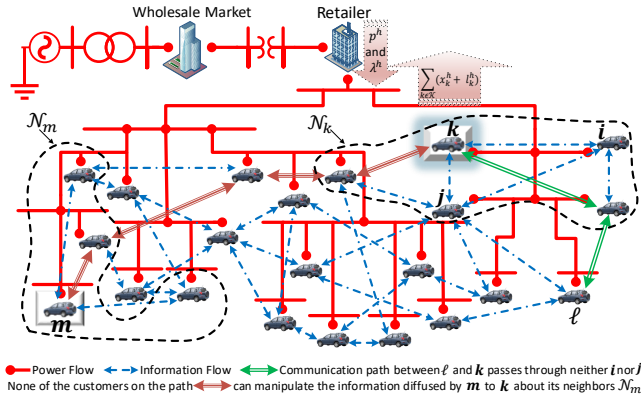 Wholesale Market
Retailer
p^h
and
λ^h
∑_{k∈𝒦}(x_k^h + l_k^h)
𝒩_m
𝒩_k
k
i
j
m
ℓ
Power Flow
Information Flow
Communication path between ℓ and k passes through neither i nor j
None of the customers on the path can manipulate the information diffused by m to k about its neighbors 𝒩_m